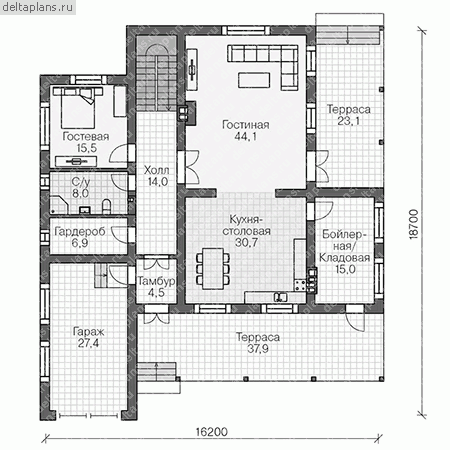 deltaplans.ru
Терраса
23,1
Гостиная
44,1
Гостевая
15,5
Холл
14,0
С/у
8,0
Гардероб
6,9
Кухня-
столовая
30,7
Бойлер-
ная/
Кладовая
15,0
Тамбур
4,5
Гараж
27,4
Терраса
37,9
18700
16200